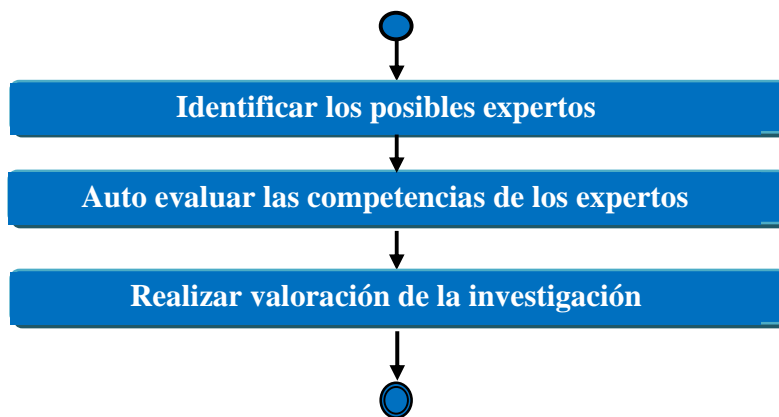 Identificar los posibles expertos
Auto evaluar las competencias de los expertos
Realizar valoración de la investigación